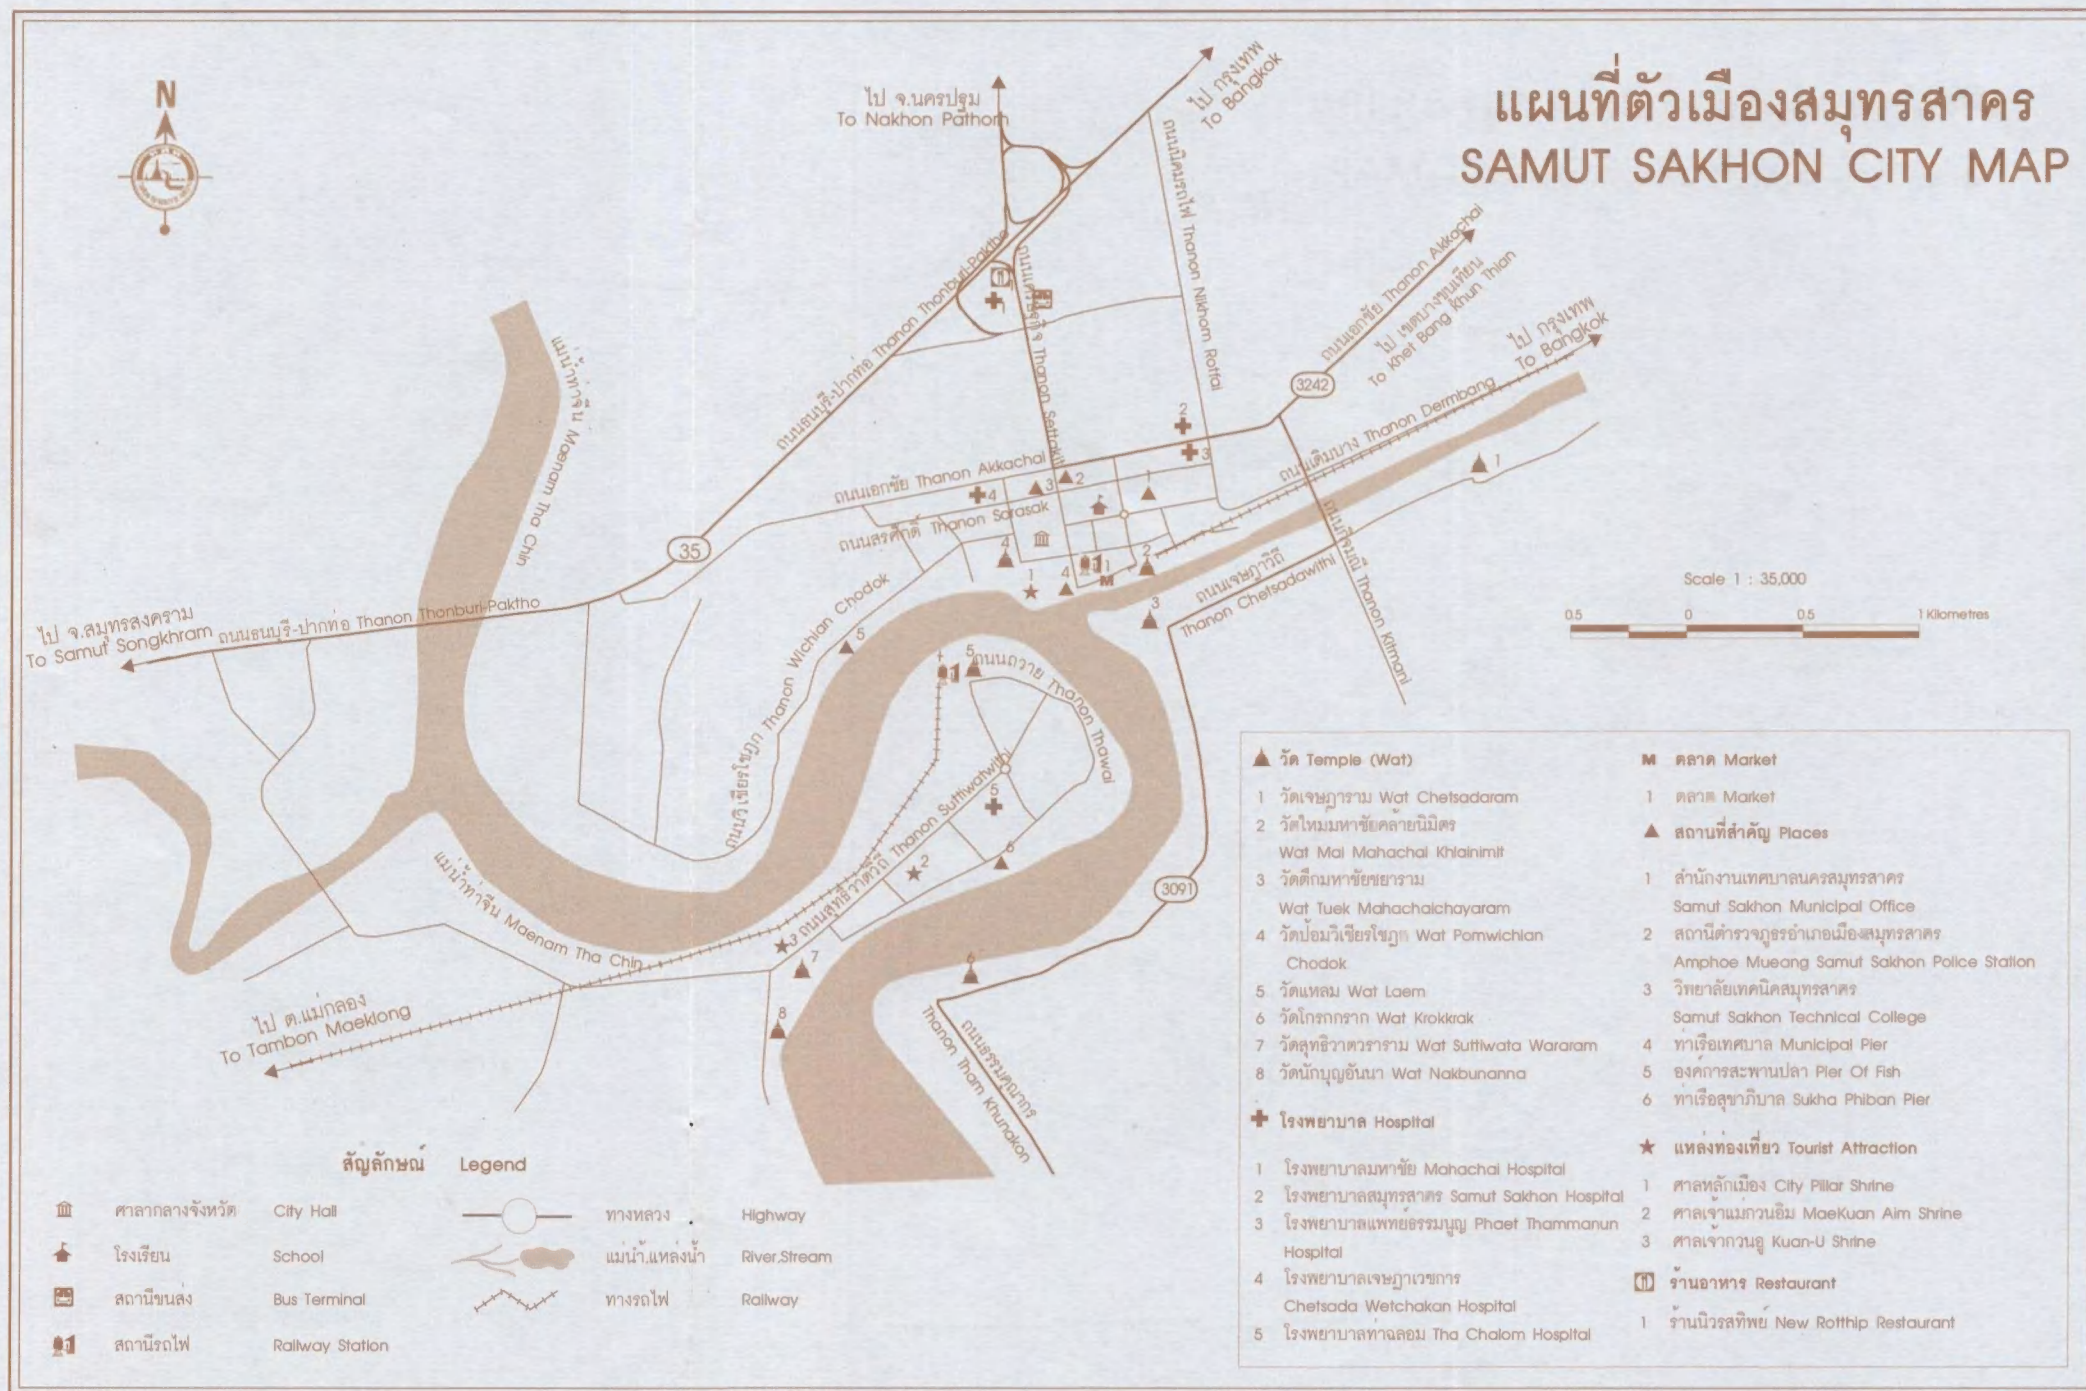 แผนที่ตัวเมืองสมุทรสาคร
SAMUT SAKHON CITY MAP
N
ไป จ.นครปฐม
To Nakhon Pathom
ไป กรุงเทพ
To Bangkok
ถนนนิคมรถไฟ Thanon Nikhom Rotfai
ถนนธนบุรี-ปากท่อ Thanon Thonburi-Paktho
ถนนเศรษฐกิจ Thanon Settakit
1
ถนนเอกชัย Thanon Akkachai
ไป เขตบางขุนเทียน
To Khet Bang Khun Thian
ไป กรุงเทพ
To Bangkok
3242
ถนนเดิมบาง Thanon Dermbang
แม่น้ำท่าจีน Maenam Tha Chin
ถนนเอกชัย Thanon Akkachai
ถนนสรศักดิ์ Thanon Sorasak
2
3
4
3
2
1
1
35
4
1
4
1
2
3
ถนนเจษฎาวิถี
Thanon Chetsadawithi
ถนนกิจมณี Thanon Kitmani
Scale 1 : 35,000
0.5
0
0.5
1 Kilometres
ไป จ.สมุทรสงคราม
To Samut Songkhram
ถนนธนบุรี-ปากท่อ Thanon Thonburi-Paktho
ถนนวิเชียรโชฎก Thanon Wichian Chodok
5
5
ถนนถวาย Thanon Thawai
ถนนสุทธิวาตวิถี Thanon Suttiwatwithi
5
6
2
3
7
8
6
3091
แม่น้ำท่าจีน Maenam Tha Chin
ไป ต.แม่กลอง
To Tambon Maeklong
ถนนธรรมคุณากร
Thanon Tham Khunakon
วัด Temple (Wat)
1 วัดเจษฎาราม Wat Chetsadaram
2 วัดใหม่มหาชัยคล้ายนิมิตร
Wat Mai Mahachai Khlainimit
3 วัดตึกมหาชัยชยาราม
Wat Tuek Mahachaichayaram
4 วัดป้อมวิเชียรโชฎก Wat Pomwichian
Chodok
5 วัดแหลม Wat Laem
6 วัดโกรกกราก Wat Krokkrak
7 วัดสุทธิวาตวราราม Wat Suttiwata Wararam
8 วัดนักบุญอันนา Wat Nakbunanna
โรงพยาบาล Hospital
1 โรงพยาบาลมหาชัย Mahachai Hospital
2 โรงพยาบาลสมุทรสาคร Samut Sakhon Hospital
3 โรงพยาบาลแพทย์ธรรมนูญ Phaet Thammanun
Hospital
4 โรงพยาบาลเจษฎาเวชการ
Chetsada Wetchakan Hospital
5 โรงพยาบาลท่าฉลอม Tha Chalom Hospital
M ตลาด Market
1 ตลาด Market
สถานที่สำคัญ Places
1 สำนักงานเทศบาลนครสมุทรสาคร
Samut Sakhon Municipal Office
2 สถานีตำรวจภูธรอำเภอเมืองสมุทรสาคร
Amphoe Mueang Samut Sakhon Police Station
3 วิทยาลัยเทคนิคสมุทรสาคร
Samut Sakhon Technical College
4 ท่าเรือเทศบาล Municipal Pier
5 องค์การสะพานปลา Pier Of Fish
6 ท่าเรือสุขาภิบาล Sukha Phiban Pier
แหล่งท่องเที่ยว Tourist Attraction
1 ศาลหลักเมือง City Pillar Shrine
2 ศาลเจ้าแม่กวนอิม MaeKuan Aim Shrine
3 ศาลเจ้ากวนอู Kuan-U Shrine
ร้านอาหาร Restaurant
1 ร้านนิวรสทิพย์ New Rotthip Restaurant
สัญลักษณ์ Legend
ศาลากลางจังหวัด City Hall
โรงเรียน School
สถานีขนส่ง Bus Terminal
สถานีรถไฟ Railway Station
ทางหลวง Highway
แม่น้ำ.แหล่งน้ำ River.Stream
ทางรถไฟ Railway